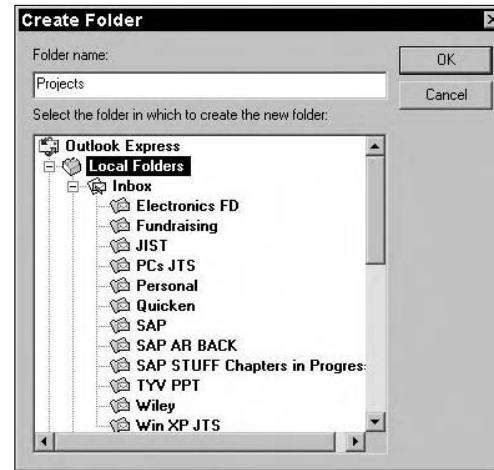 Create Folder
Folder name:
OK
Projects
Cancel
Select the folder in which to create the new folder:
Outlook Express
Local Folders
Inbox
Electronics FD
Fundraising
JIST
PCs JTS
Personal
Quicken
SAP
SAP AR BACK
SAP STUFF Chapters in Progres
TYV PPT
Wiley
Win XP JTS